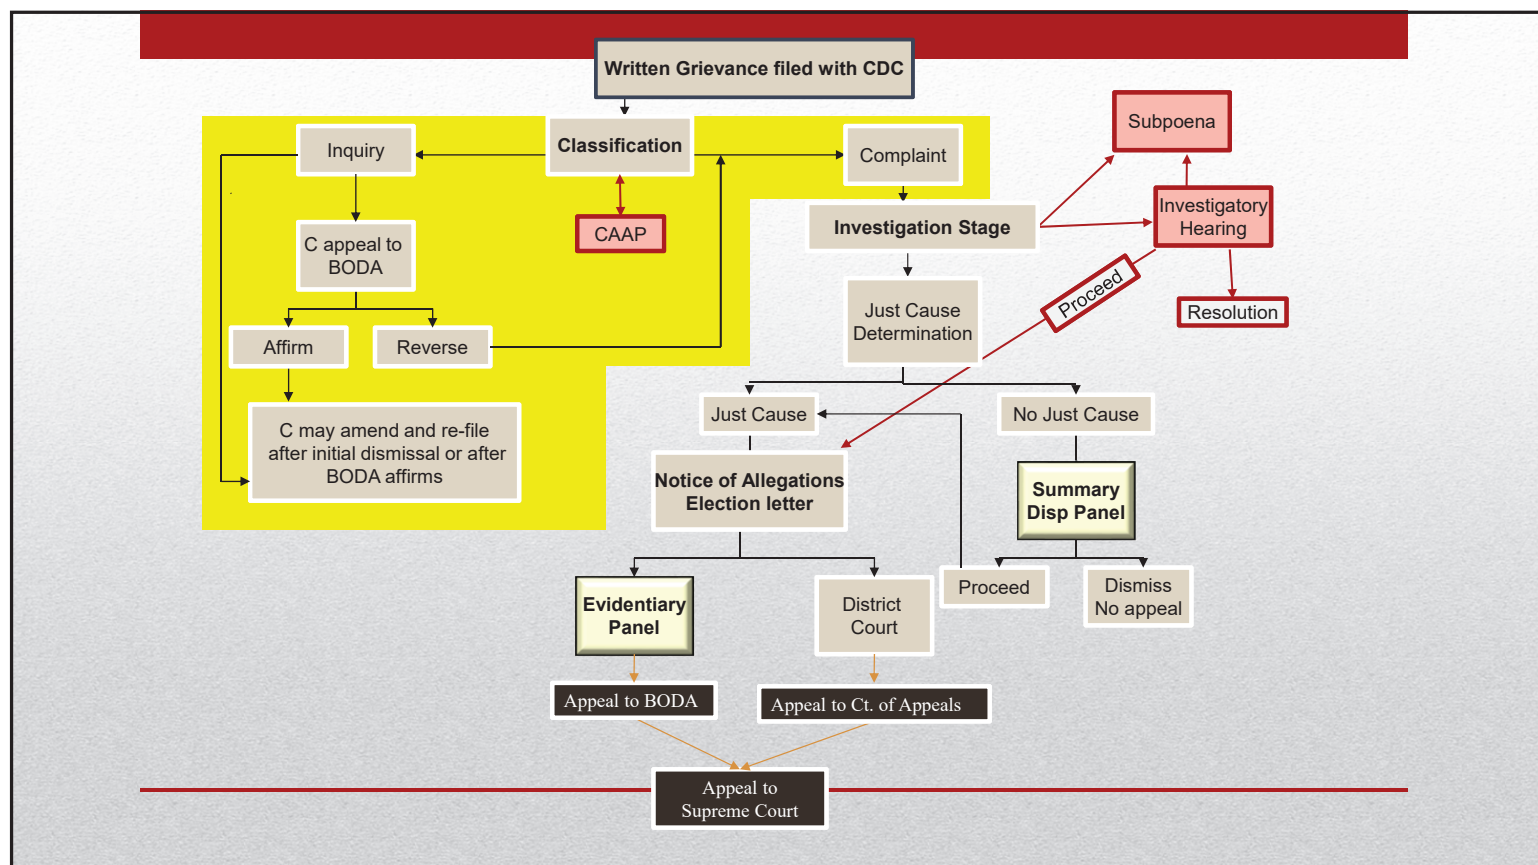 Written Grievance filed with CDC
Classification
Inquiry
Complaint
Subpoena
CAAP
Investigation Stage
Investigatory
Hearing
C appeal to
BODA
Proceed
Resolution
Just Cause
Determination
Affirm
Reverse
C may amend and re-file
after initial dismissal or after
BODA affirms
Just Cause
No Just Cause
Notice of Allegations
Election letter
Summary
Disp Panel
Evidentiary
Panel
District
Court
Proceed
Dismiss
No appeal
Appeal to BODA
Appeal to Ct. of Appeals
Appeal to
Supreme Court